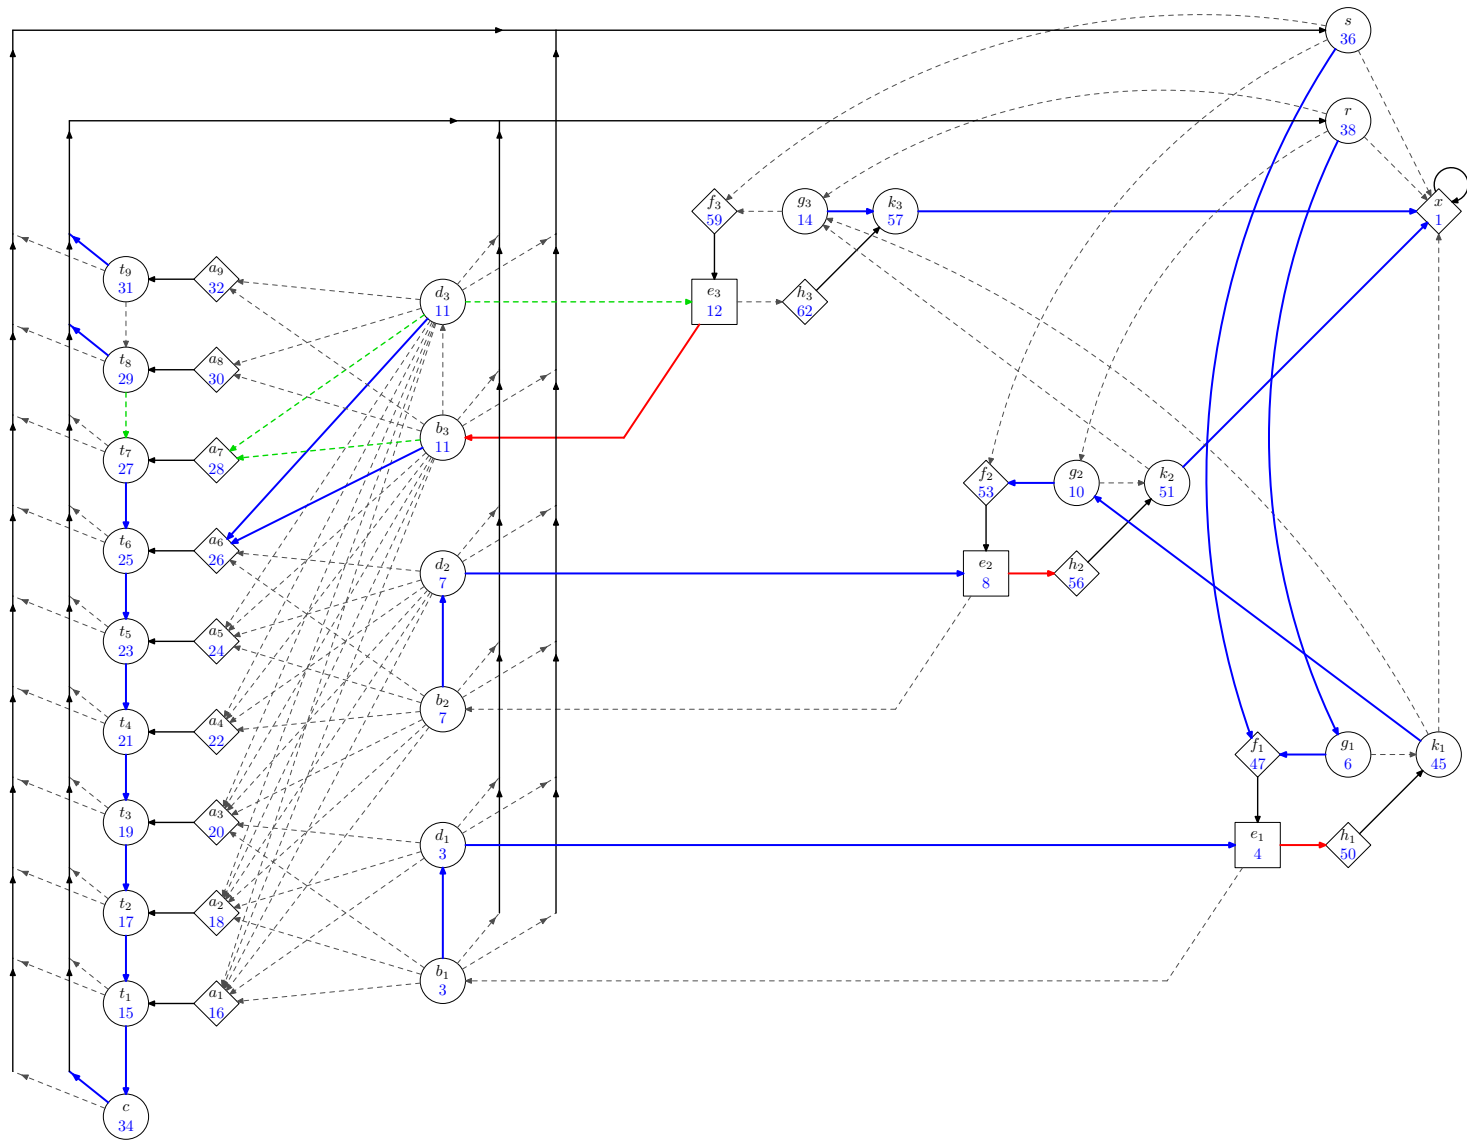 s
36
r
38
f₃
59
g₃
14
k₃
57
x
1
t₉
31
a₉
32
d₃
11
e₃
12
h₃
62
t₈
29
a₈
30
b₃
11
t₇
27
a₇
28
f₂
53
g₂
10
k₂
51
t₆
25
a₆
26
d₂
7
e₂
8
h₂
56
t₅
23
a₅
24
b₂
7
t₄
21
a₄
22
f₁
47
g₁
6
k₁
45
t₃
19
a₃
20
d₁
3
e₁
4
h₁
50
t₂
17
a₂
18
b₁
3
t₁
15
a₁
16
c
34